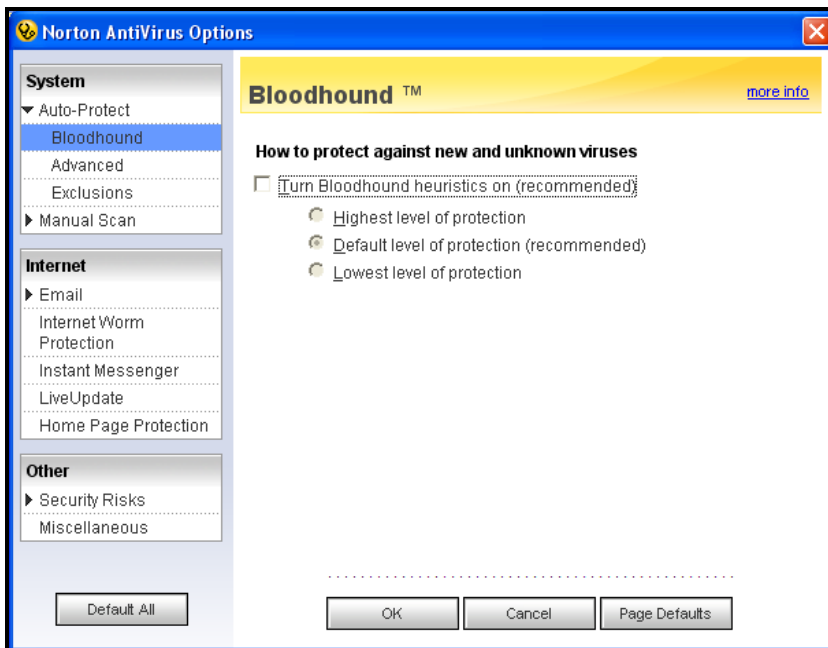 Norton AntiVirus Options
System
Auto-Protect
Bloodhound
Advanced
Exclusions
Manual Scan
Internet
Email
Internet Worm
Protection
Instant Messenger
LiveUpdate
Home Page Protection
Other
Security Risks
Miscellaneous
Default All
Bloodhound ™
more info
How to protect against new and unknown viruses
Turn Bloodhound heuristics on (recommended)
Highest level of protection
Default level of protection (recommended)
Lowest level of protection
OK
Cancel
Page Defaults